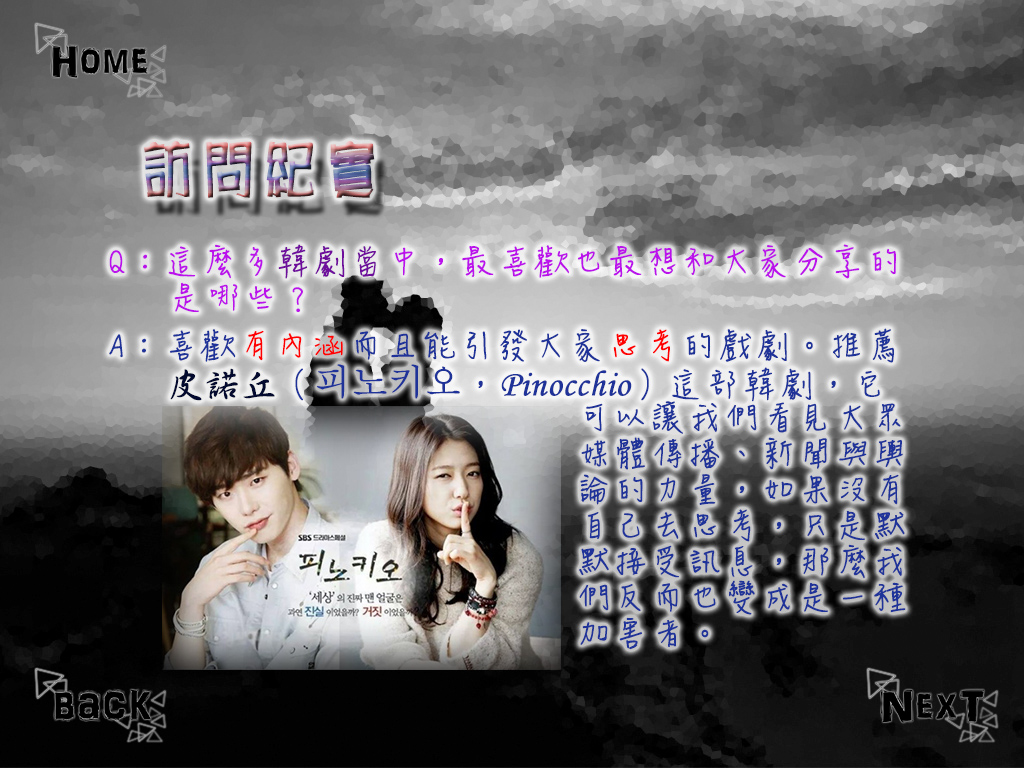 HOME
訪問紀實
Q：這麼多韓劇當中，最喜歡也最想和大家分享的
是哪些？
A：喜歡有內涵而且能引發大家思考的戲劇。推薦
皮諾丘（피노키오，Pinocchio）這部韓劇，它
可以讓我們看見大眾
媒體傳播、新聞與輿
論的力量，如果沒有
自己去思考，只是默
默接受訊息，那麼我
們反而也變成是一種
加害者。
SBS 드라마스페셜
피노키오
'세상'의 진짜 맨 얼굴은
과연 진실이었을까? 거짓이었을까?
BACK
NEXT